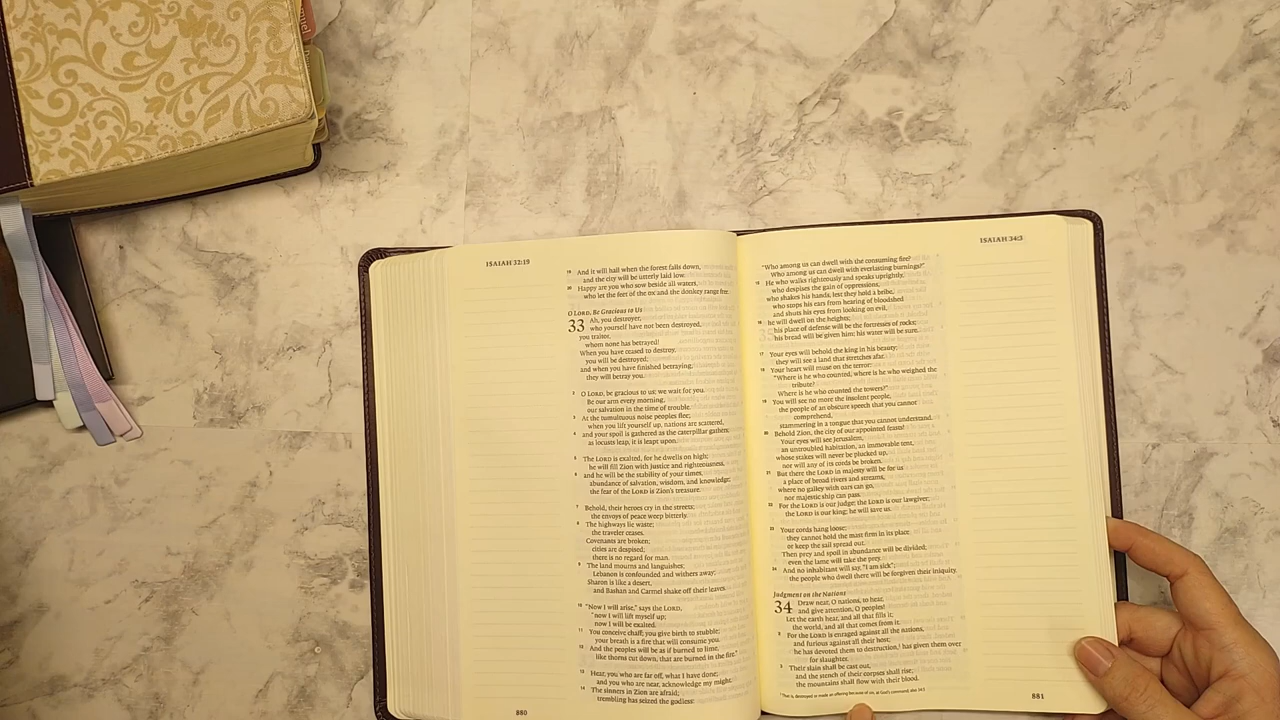 ISAIAH 32:19
19 And it will hail when the forest falls down,
and the city will be utterly laid low.
20 Happy are you who sow beside all waters,
who let the feet of the ox and the donkey range free.
O LORD, Be Gracious to Us
33 Ah, you destroyer,
who yourself have not been destroyed,
you traitor,
whom none has betrayed!
When you have ceased to destroy,
you will be destroyed;
and when you have finished betraying,
they will betray you.
2 O LORD, be gracious to us; we wait for you.
Be our arm every morning,
our salvation in the time of trouble.
3 At the tumultuous noise peoples flee;
when you lift yourself up, nations are scattered,
4 and your spoil is gathered as the caterpillar gathers;
as locusts leap, it is leapt upon.
5 The LORD is exalted, for he dwells on high;
he will fill Zion with justice and righteousness,
6 and he will be the stability of your times,
abundance of salvation, wisdom, and knowledge;
the fear of the LORD is Zion's treasure.
7 Behold, their heroes cry in the streets;
the envoys of peace weep bitterly.
8 The highways lie waste;
the traveler ceases.
Covenants are broken;
cities are despised;
there is no regard for man.
9 The land mourns and languishes;
Lebanon is confounded and withers away;
Sharon is like a desert,
and Bashan and Carmel shake off their leaves.
10 "Now I will arise," says the LORD,
"now I will lift myself up;
now I will be exalted.
11 You conceive chaff; you give birth to stubble;
your breath is a fire that will consume you.
12 And the peoples will be as if burned to lime,
like thorns cut down, that are burned in the fire."
13 Hear, you who are far off, what I have done;
and you who are near, acknowledge my might.
14 The sinners in Zion are afraid;
trembling has seized the godless:
880
ISAIAH 34:3
"Who among us can dwell with the consuming fire?
Who among us can dwell with everlasting burnings?"
15 He who walks righteously and speaks uprightly,
who despises the gain of oppressions,
who shakes his hands, lest they hold a bribe,
who stops his ears from hearing of bloodshed
and shuts his eyes from looking on evil,
16 he will dwell on the heights;
his place of defense will be the fortresses of rocks;
his bread will be given him; his water will be sure.
17 Your eyes will behold the king in his beauty;
they will see a land that stretches afar.
18 Your heart will muse on the terror:
"Where is he who counted, where is he who weighed the
tribute?
Where is he who counted the towers?"
19 You will see no more the insolent people,
the people of an obscure speech that you cannot
comprehend,
stammering in a tongue that you cannot understand.
20 Behold Zion, the city of our appointed feasts!
Your eyes will see Jerusalem,
an untroubled habitation, an immovable tent,
whose stakes will never be plucked up,
nor will any of its cords be broken.
21 But there the LORD in majesty will be for us
a place of broad rivers and streams,
where no galley with oars can go,
nor majestic ship can pass.
22 For the LORD is our judge; the LORD is our lawgiver;
the LORD is our king; he will save us.
23 Your cords hang loose;
they cannot hold the mast firm in its place
or keep the sail spread out.
Then prey and spoil in abundance will be divided;
even the lame will take the prey.
24 And no inhabitant will say, "I am sick";
the people who dwell there will be forgiven their iniquity.
Judgment on the Nations
34 Draw near, O nations, to hear,
and give attention, O peoples!
Let the earth hear, and all that fills it;
the world, and all that comes from it.
2 For the LORD is enraged against all the nations,
and furious against all their host;
he has devoted them to destruction,¹ has given them over
for slaughter.
3 Their slain shall be cast out,
and the stench of their corpses shall rise;
the mountains shall flow with their blood.
881